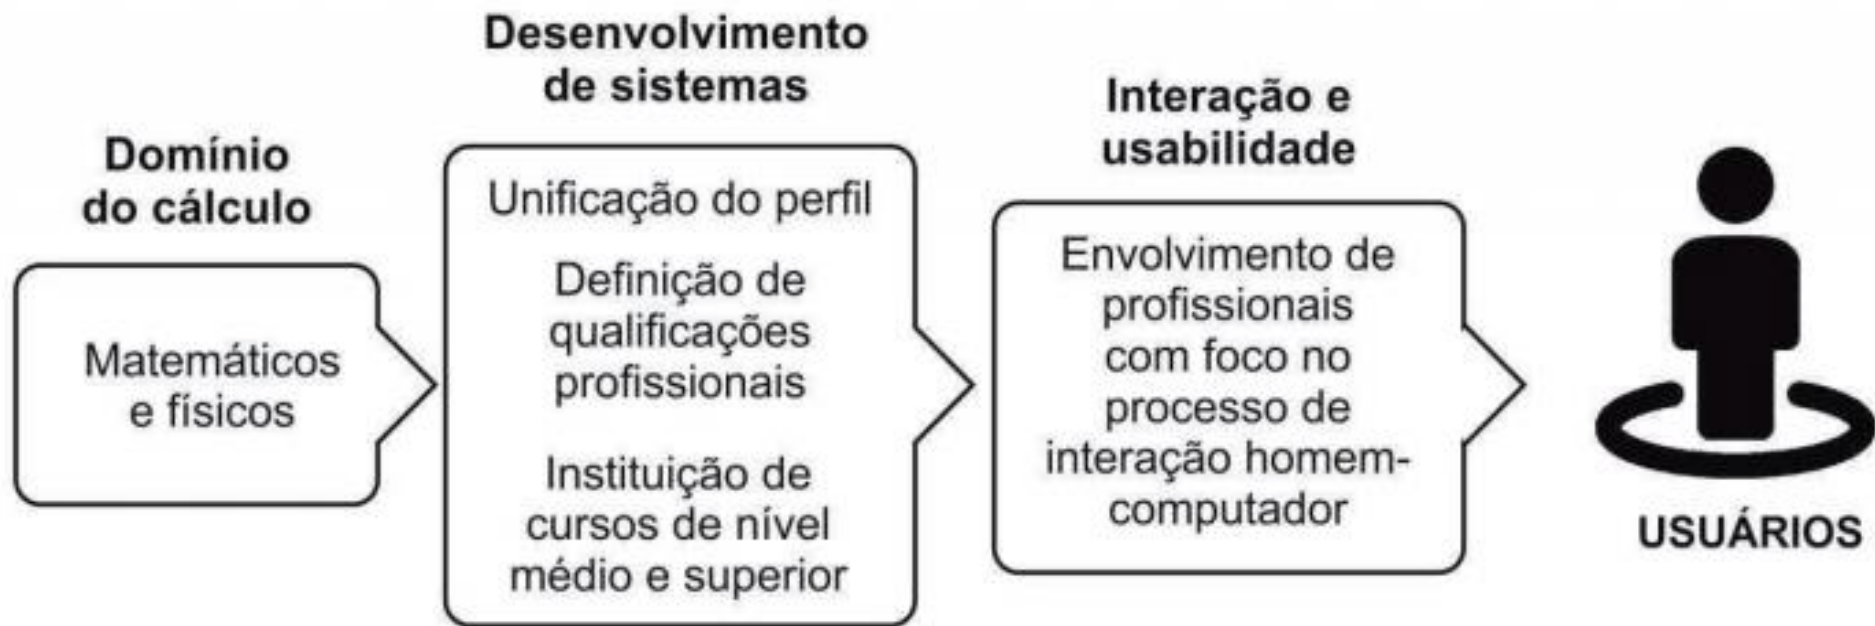 Domínio
do cálculo
Matemáticos
e físicos
Desenvolvimento
de sistemas
Unificação do perfil
Definição de
qualificações
profissionais
Instituição de
cursos de nível
médio e superior
Interação e
usabilidade
Envolvimento de
profissionais
com foco no
processo de
interação homem-
computador
USUÁRIOS